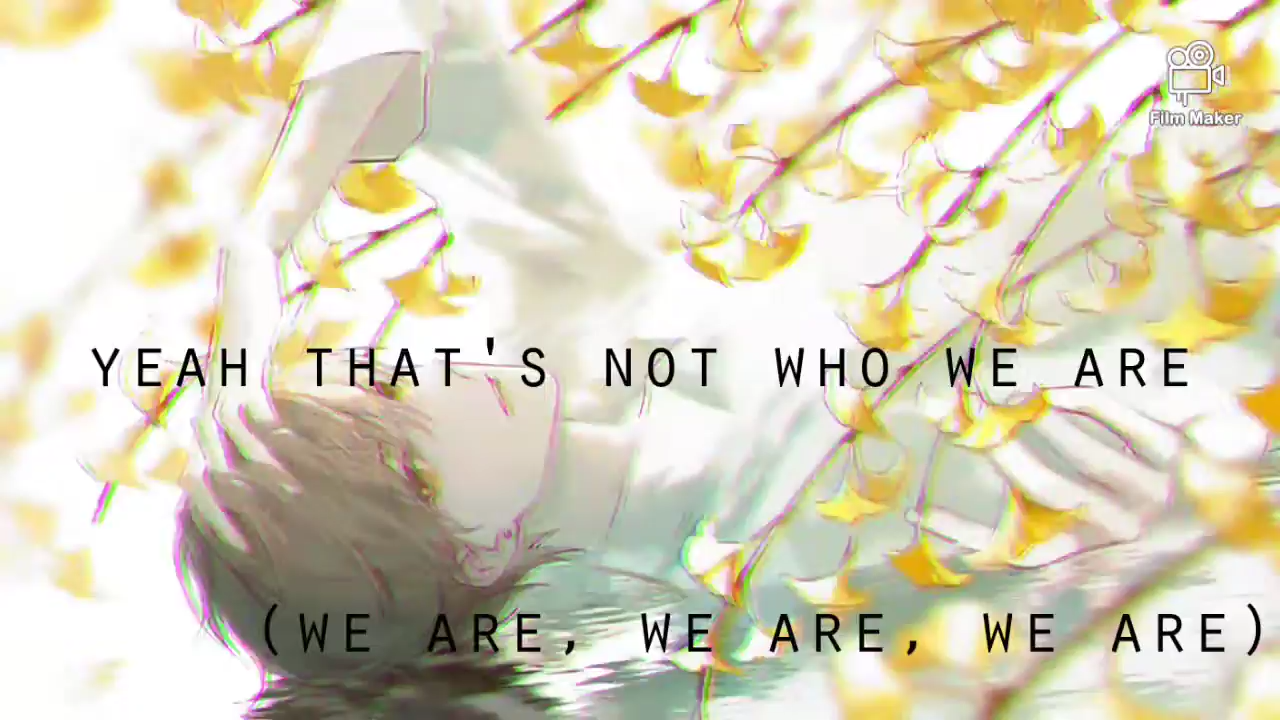 Film Maker
YEAH THAT'S NOT WHO WE ARE
(WE ARE, WE ARE, WE ARE)